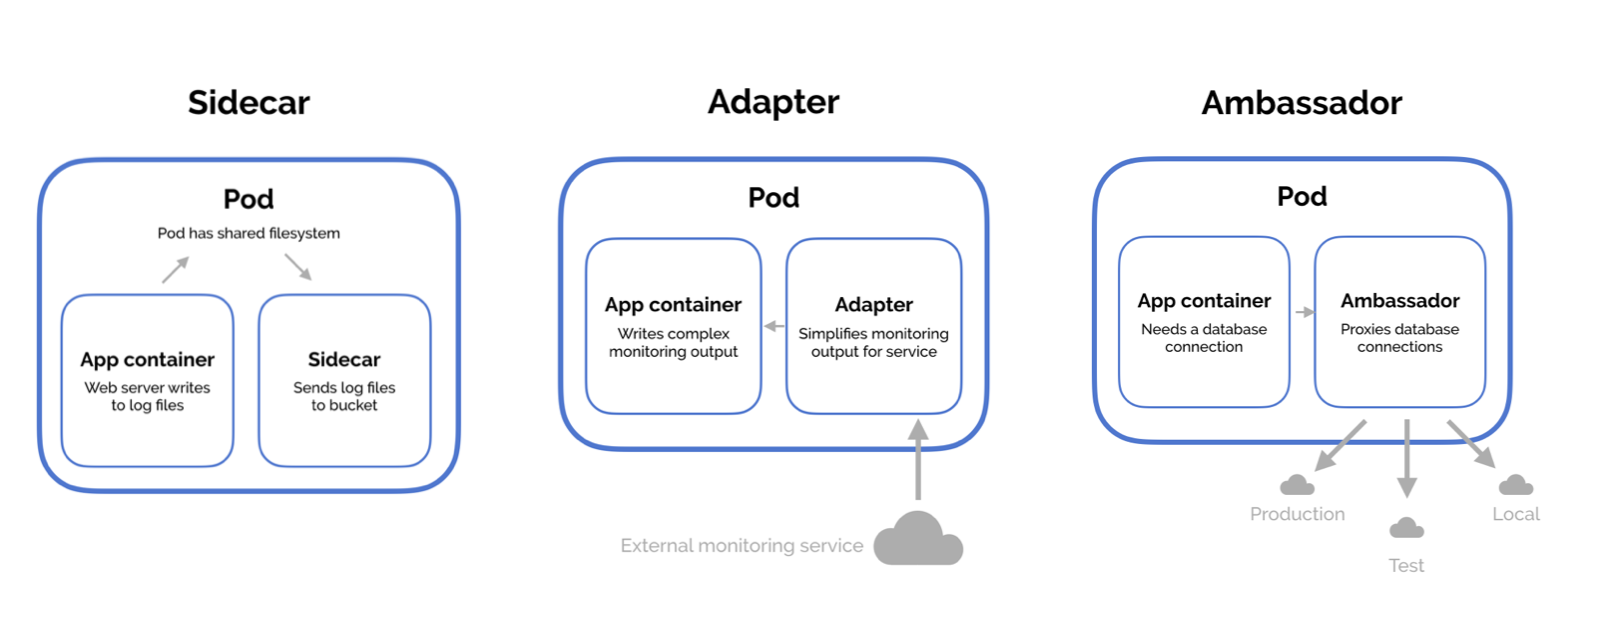 Sidecar
Pod
Pod has shared filesystem
App container
Web server writes
to log files
Sidecar
Sends log files
to bucket
Adapter
Pod
App container
Writes complex
monitoring output
Adapter
Simplifies monitoring
output for service
External monitoring service
Ambassador
Pod
App container
Needs a database
connection
Ambassador
Proxies database
connections
Production
Test
Local